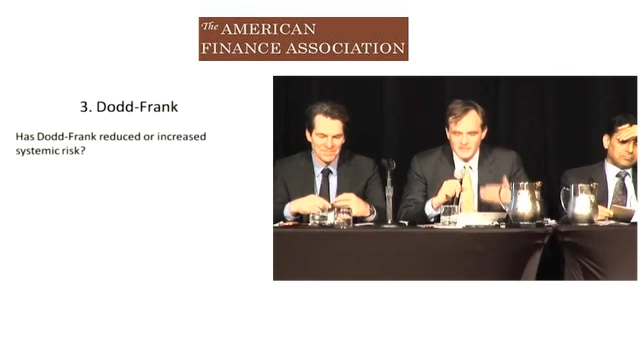 The AMERICAN
FINANCE ASSOCIATION
3. Dodd-Frank
Has Dodd-Frank reduced or increased
systemic risk?